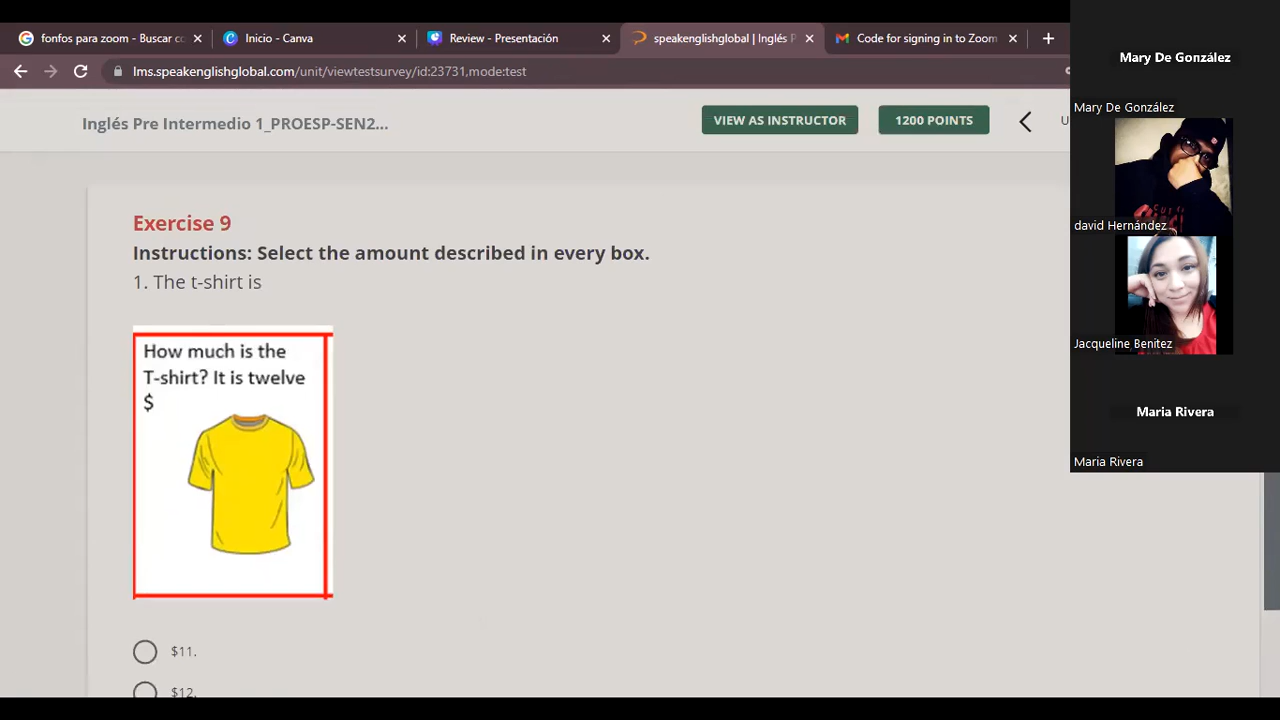 fonfos para zoom - Buscar co
Inicio - Canva
Review - Presentación
speakenglishglobal | Inglés P
Code for signing in to Zoom
lms.speakenglishglobal.com/unit/viewtestsurvey/id:23731,mode:test
Inglés Pre Intermedio 1_PROESP-SEN2...
VIEW AS INSTRUCTOR
1200 POINTS
U
Exercise 9
Instructions: Select the amount described in every box.
1. The t-shirt is
How much is the
T-shirt? It is twelve
$
$11.
$12.
Mary De González
Mary De González
david Hernández
Jacqueline Benitez
Maria Rivera
Maria Rivera